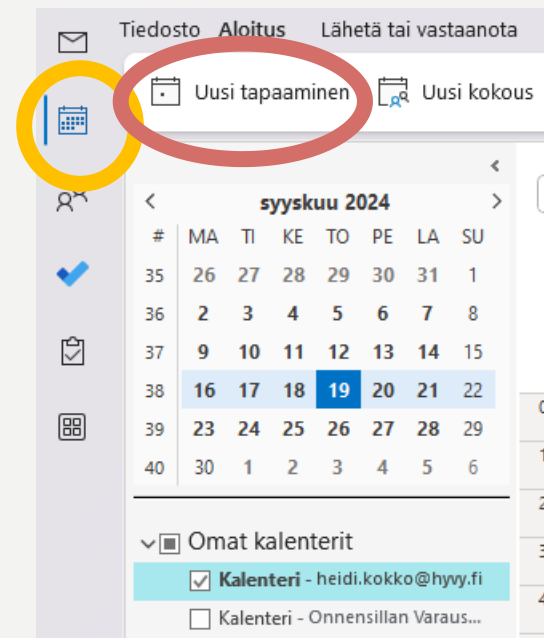 Tiedosto Aloitus Lähetä tai vastaanota
Uusi tapaaminen Uusi kokous
< syyskuu 2024 >
# MA TI KE TO PE LA SU
35 26 27 28 29 30 31 1
36 2 3 4 5 6 7 8
37 9 10 11 12 13 14 15
38 16 17 18 19 20 21 22
39 23 24 25 26 27 28 29
40 30 1 2 3 4 5 6
Omat kalenterit
Kalenteri - heidi.kokko@hyvy.fi
Kalenteri - Onnensillan Varaus...